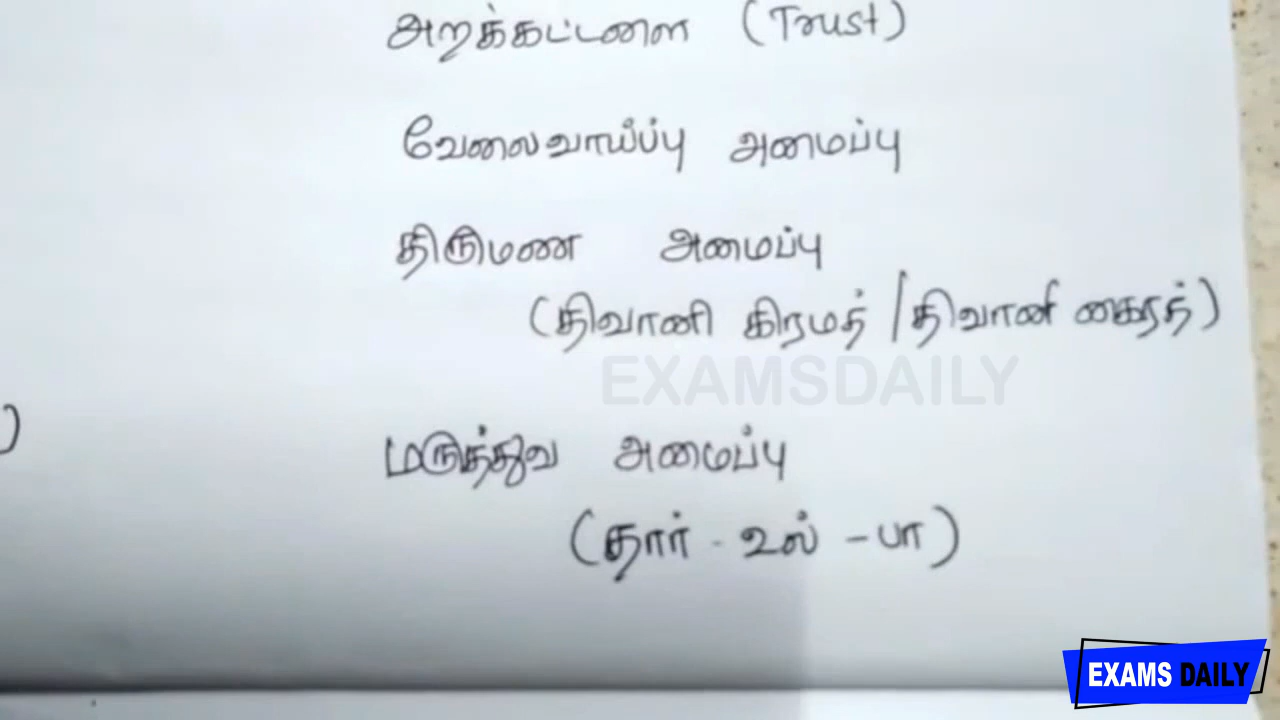 அறக்கட்டளை (Trust)
வேலைவாய்ப்பு அமைப்பு
திருமண அமைப்பு
(திவானி கிரமத் / திவானி கைரத்)
EXAMSDAILY
)
மருத்துவ அமைப்பு
(தார் - உல் - பா)
EXAMS DAILY